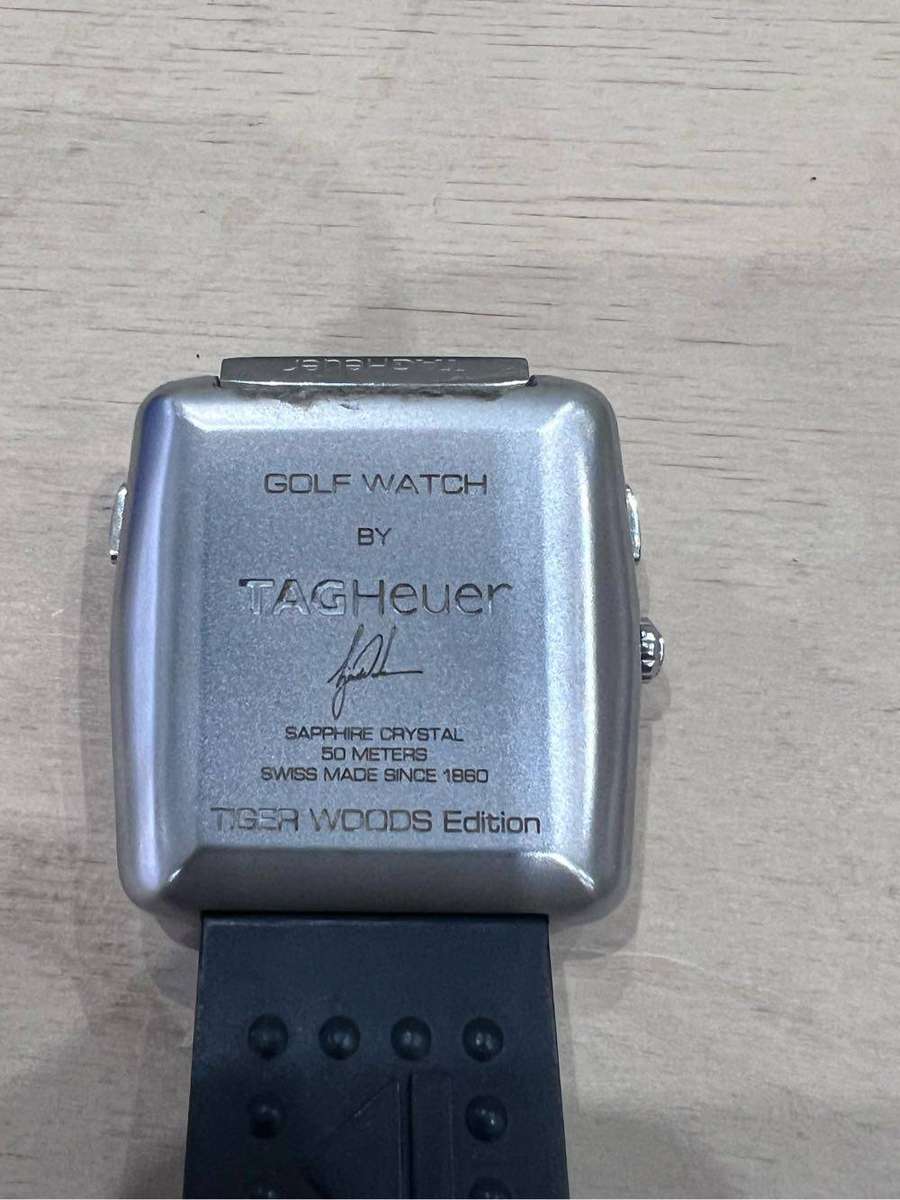 TAGHeuer
GOLF WATCH
BY
TAGHeuer
SAPPHIRE CRYSTAL
50 METERS
SWISS MADE SINCE 1860
TIGER WOODS Edition